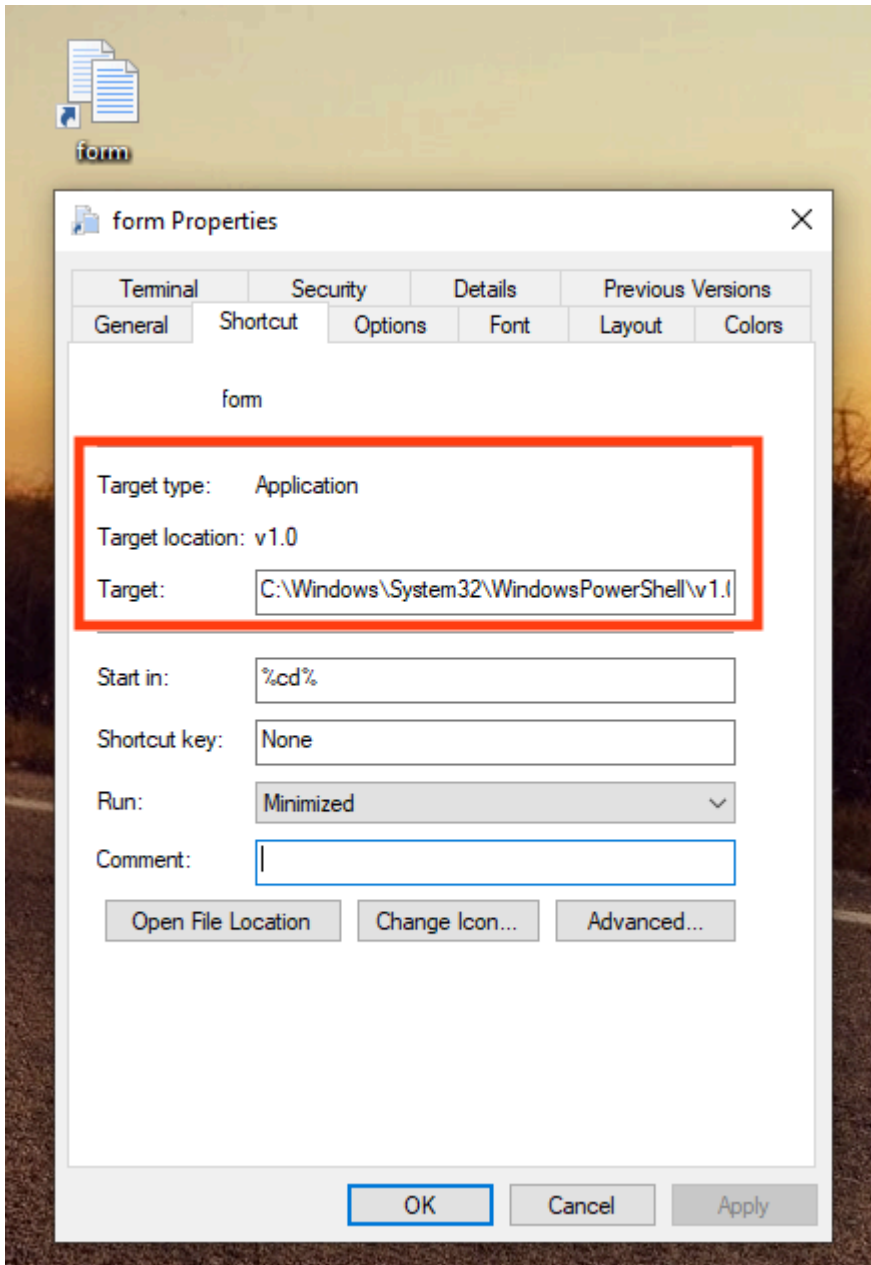 form
form Properties
Terminal Security Details Previous Versions
General Shortcut Options Font Layout Colors
form
Target type: Application
Target location: v1.0
Target: C:\Windows\System32\WindowsPowerShell\v1.
Start in: %cd%
Shortcut key: None
Run: Minimized
Comment:
Open File Location Change Icon... Advanced...
OK Cancel Apply